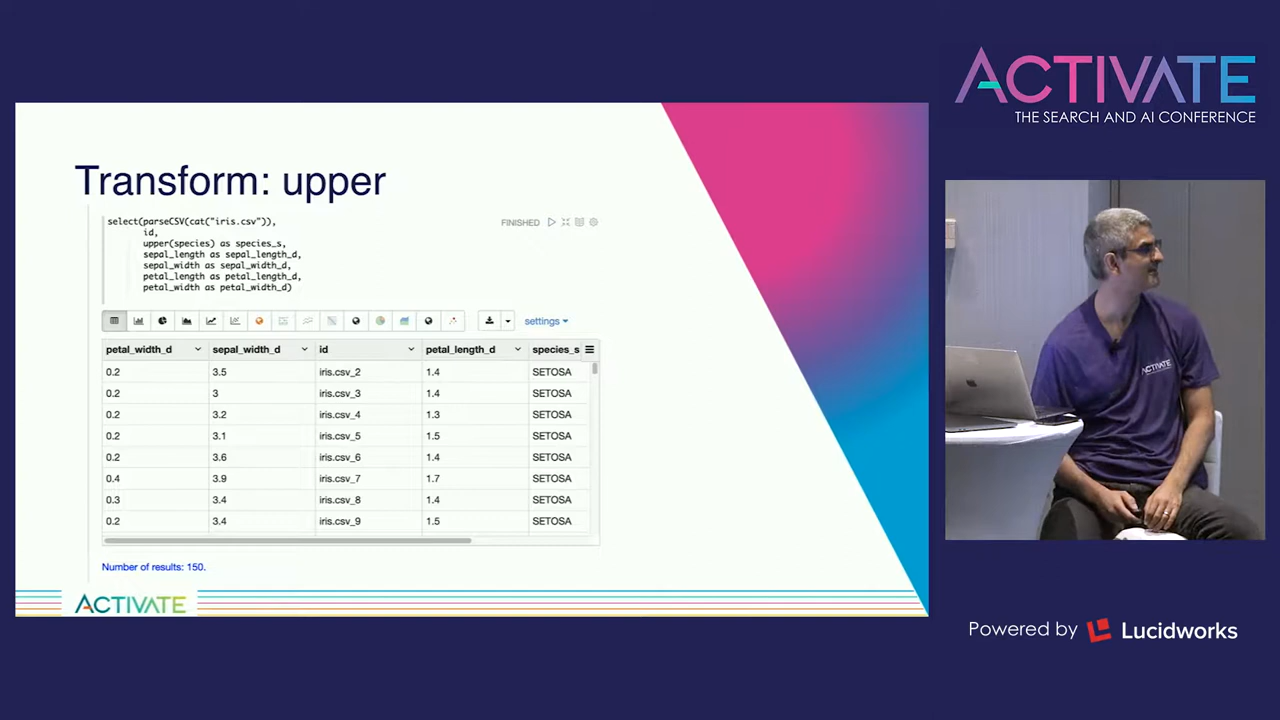 ACTIVATE
THE SEARCH AND AI CONFERENCE
Transform: upper
select(parseCSV(cat("iris.csv")),
id,
upper(species) as species_s,
sepal_length as sepal_length_d,
sepal_width as sepal_width_d,
petal_length as petal_length_d,
petal_width as petal_width_d)
FINISHED
settings
petal_width_d sepal_width_d id petal_length_d species_s
0.2 3.5 iris.csv_2 1.4 SETOSA
0.2 3 iris.csv_3 1.4 SETOSA
0.2 3.2 iris.csv_4 1.3 SETOSA
0.2 3.1 iris.csv_5 1.5 SETOSA
0.2 3.6 iris.csv_6 1.4 SETOSA
0.4 3.9 iris.csv_7 1.7 SETOSA
0.3 3.4 iris.csv_8 1.4 SETOSA
0.2 3.4 iris.csv_9 1.5 SETOSA
Number of results: 150.
ACTIVATE
ACTIVATE
Powered by Lucidworks